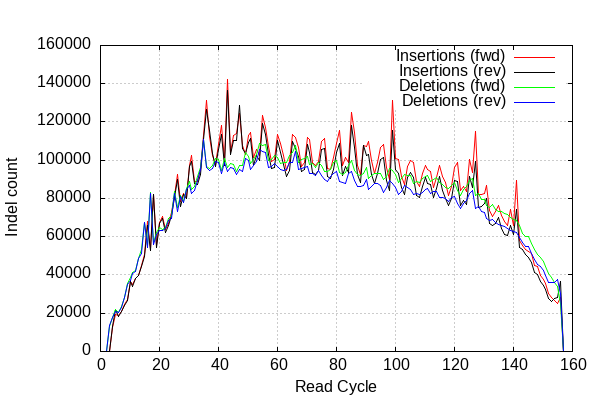 160000
140000
120000
100000
80000
60000
40000
20000
0
Indel count
Insertions (fwd)
Insertions (rev)
Deletions (fwd)
Deletions (rev)
0 20 40 60 80 100 120 140 160
Read Cycle